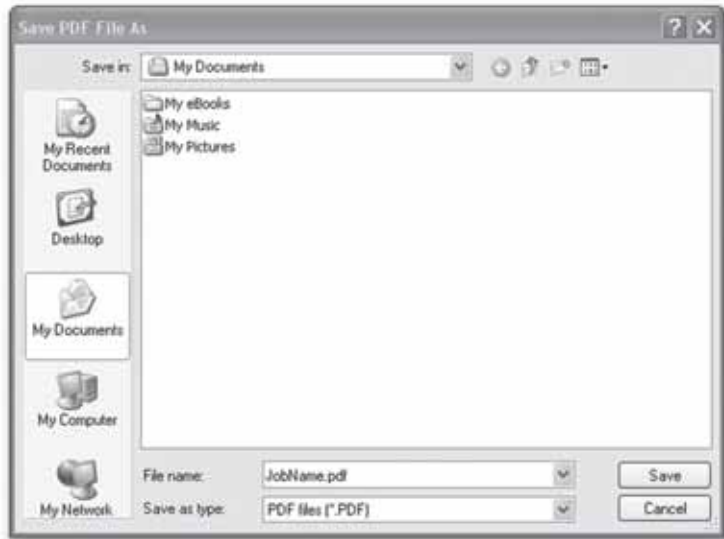 Save PDF File As
Save in: My Documents
My Recent
Documents
Desktop
My Documents
My Computer
My Network
My eBooks
My Music
My Pictures
File name: JobName.pdf Save
Save as type: PDF files (*.PDF) Cancel